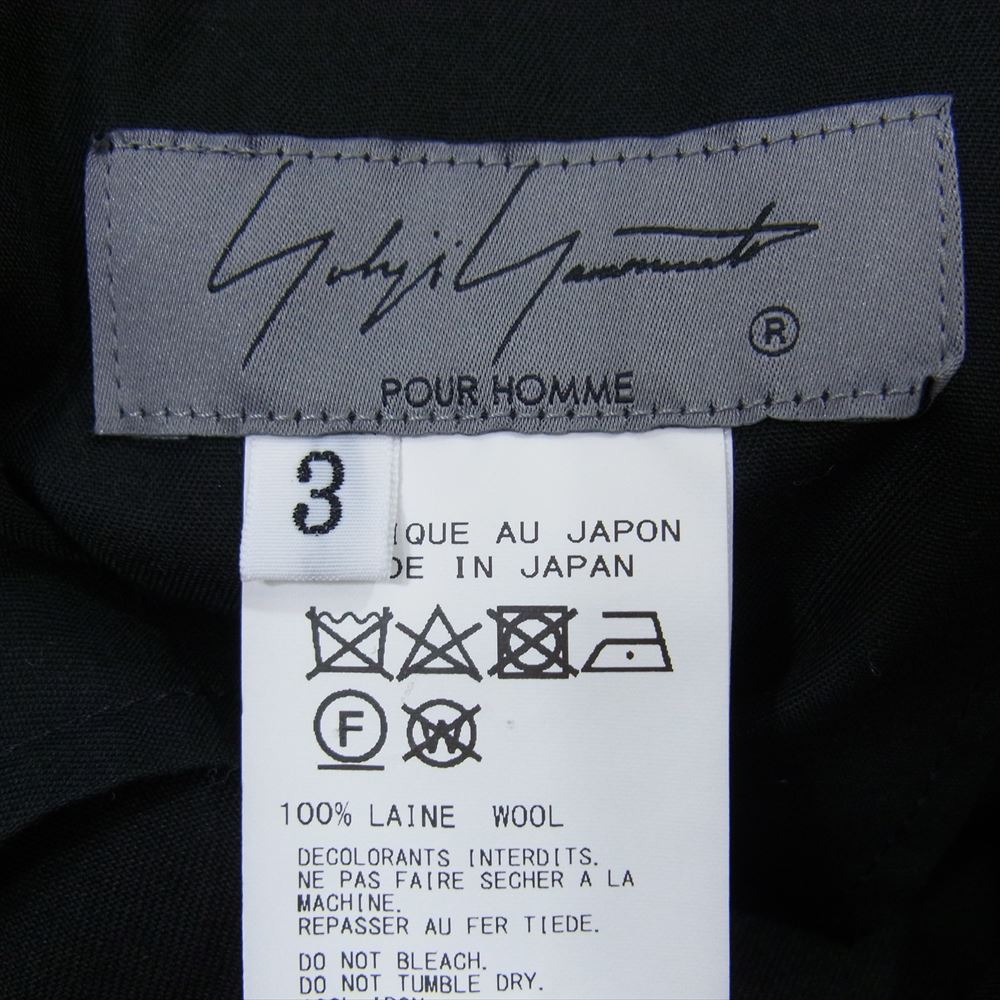 Yohji Yamamoto
®
POUR HOMME
3
IQUE AU JAPON
DE IN JAPAN
F
W
100% LAINE WOOL
DECOLORANTS INTERDITS.
NE PAS FAIRE SECHER A LA
MACHINE.
REPASSER AU FER TIEDE.
DO NOT BLEACH.
DO NOT TUMBLE DRY.